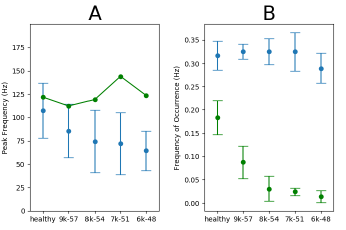 A
Peak Frequency (Hz)
175
150
125
100
75
50
25
0
healthy 9k-57 8k-54 7k-51 6k-48
B
Frequency of Occurrence (Hz)
0.35
0.30
0.25
0.20
0.15
0.10
0.05
0.00
healthy 9k-57 8k-54 7k-51 6k-48